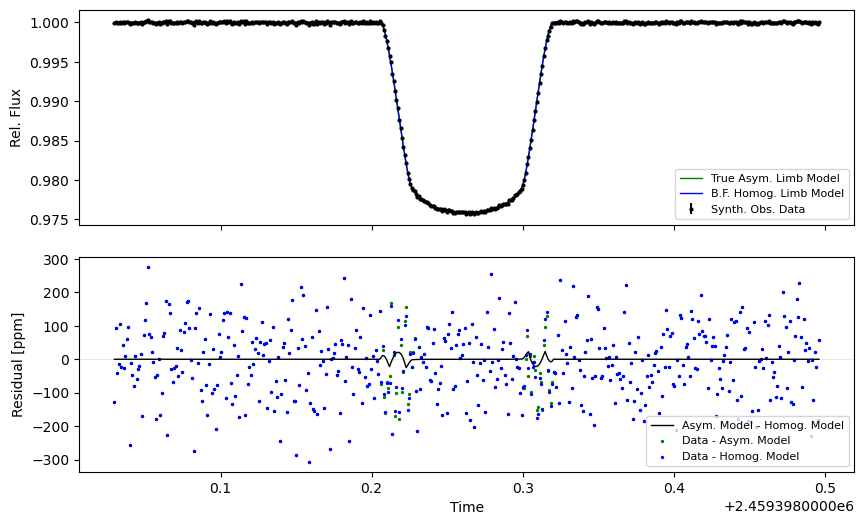 1.000
0.995
0.990
0.985
0.980
0.975
Rel. Flux
True Asym. Limb Model
B.F. Homog. Limb Model
Synth. Obs. Data
300
200
100
0
−100
−200
−300
Residual [ppm]
Asym. Model - Homog. Model
Data - Asym. Model
Data - Homog. Model
0.1 0.2 0.3 0.4 0.5
Time
+2.4593980000e6